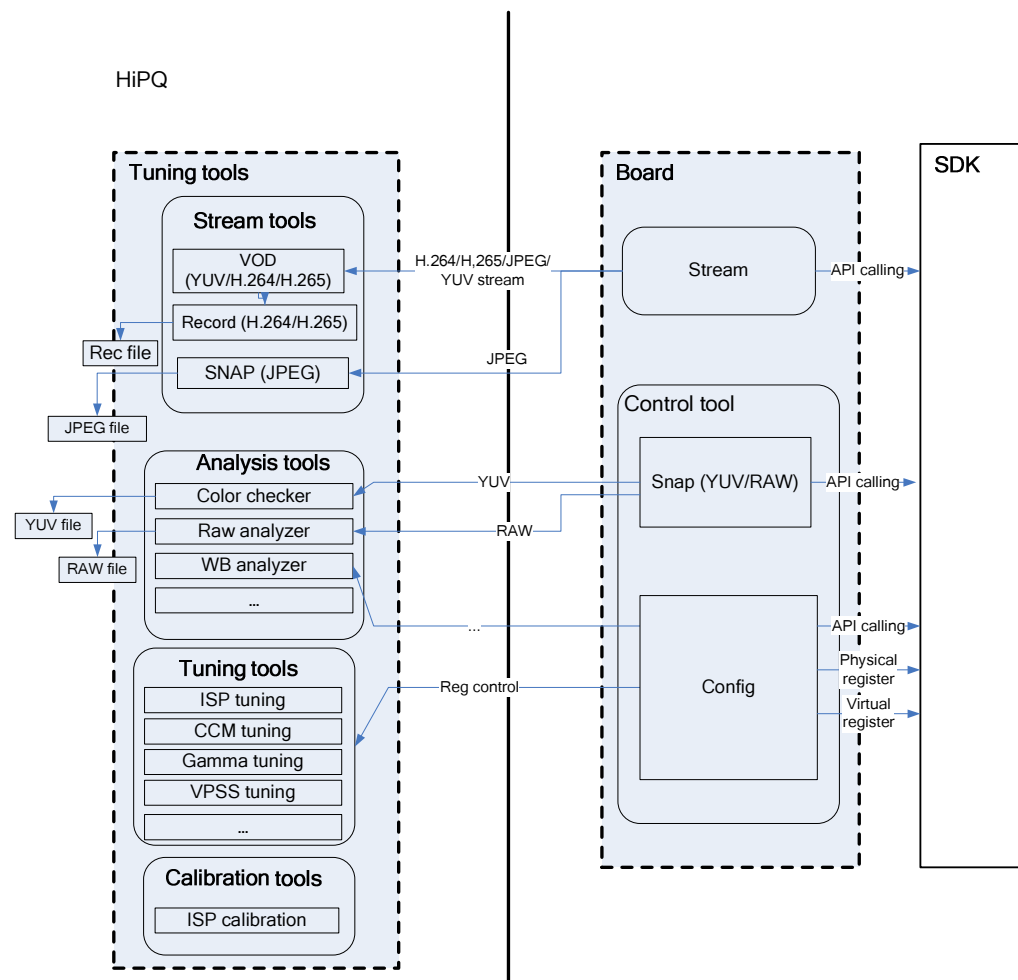 HiPQ
Tuning tools
Stream tools
VOD
(YUV/H.264/H.265)
Record (H.264/H.265)
Rec file
SNAP (JPEG)
JPEG file
Analysis tools
Color checker
YUV file
Raw analyzer
RAW file
WB analyzer
...
Tuning tools
ISP tuning
CCM tuning
Gamma tuning
VPSS tuning
...
Calibration tools
ISP calibration
H.264/H,265/JPEG/
YUV stream
JPEG
YUV
RAW
...
Reg control
Board
Stream
Control tool
Snap (YUV/RAW)
Config
API calling
API calling
API calling
Physical
register
Virtual
register
SDK